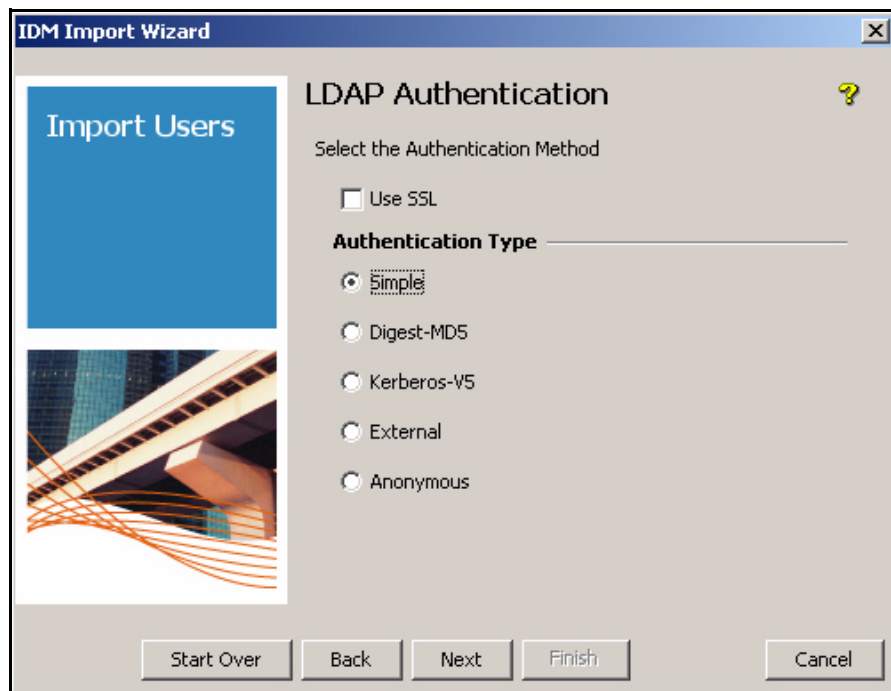 IDM Import Wizard
Import Users
LDAP Authentication
Select the Authentication Method
Use SSL
Authentication Type
Simple
Digest-MD5
Kerberos-V5
External
Anonymous
Start Over Back Next Finish Cancel